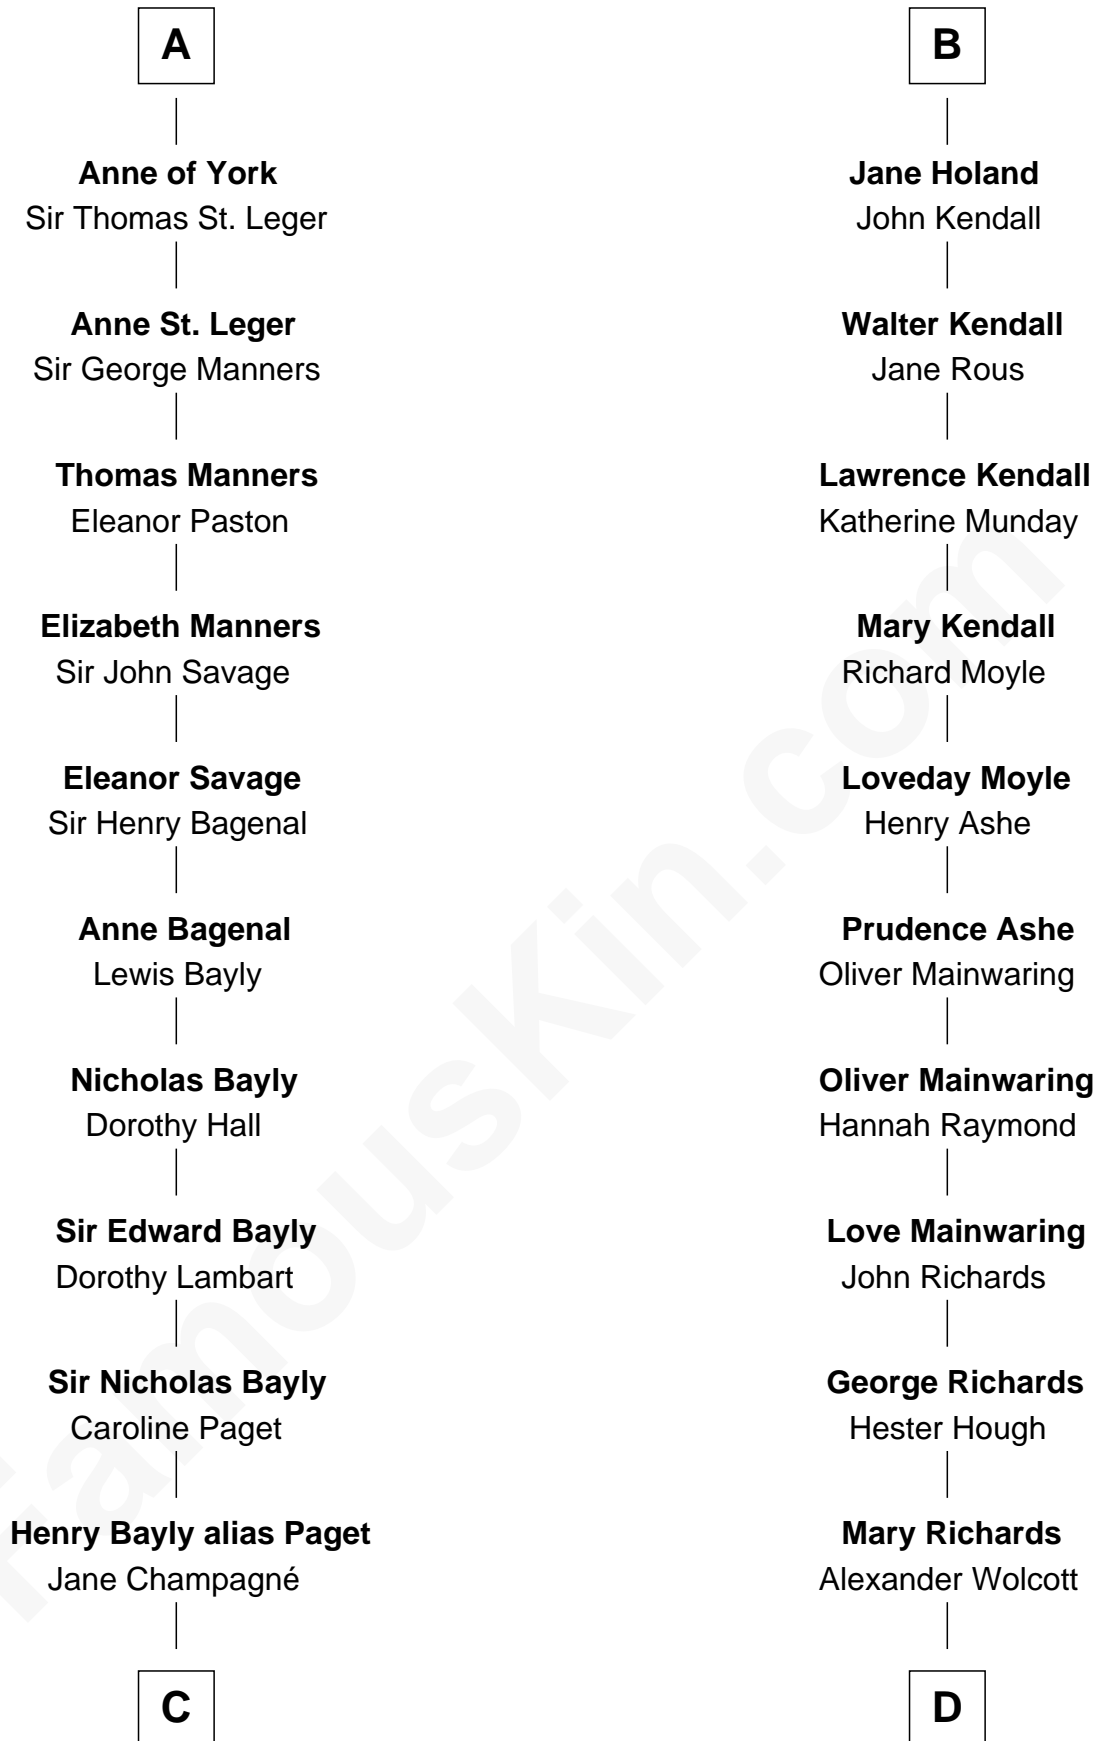 A
Anne of York
Sir Thomas St. Leger
Anne St. Leger
Sir George Manners
Thomas Manners
Eleanor Paston
Elizabeth Manners
Sir John Savage
Eleanor Savage
Sir Henry Bagenal
Anne Bagenal
Lewis Bayly
Nicholas Bayly
Dorothy Hall
Sir Edward Bayly
Dorothy Lambart
Sir Nicholas Bayly
Caroline Paget
Henry Bayly alias Paget
Jane Champagné
C
B
Jane Holand
John Kendall
Walter Kendall
Jane Rous
Lawrence Kendall
Katherine Munday
Mary Kendall
Richard Moyle
Loveday Moyle
Henry Ashe
Prudence Ashe
Oliver Mainwaring
Oliver Mainwaring
Hannah Raymond
Love Mainwaring
John Richards
George Richards
Hester Hough
Mary Richards
Alexander Wolcott
D
FamousKin.com